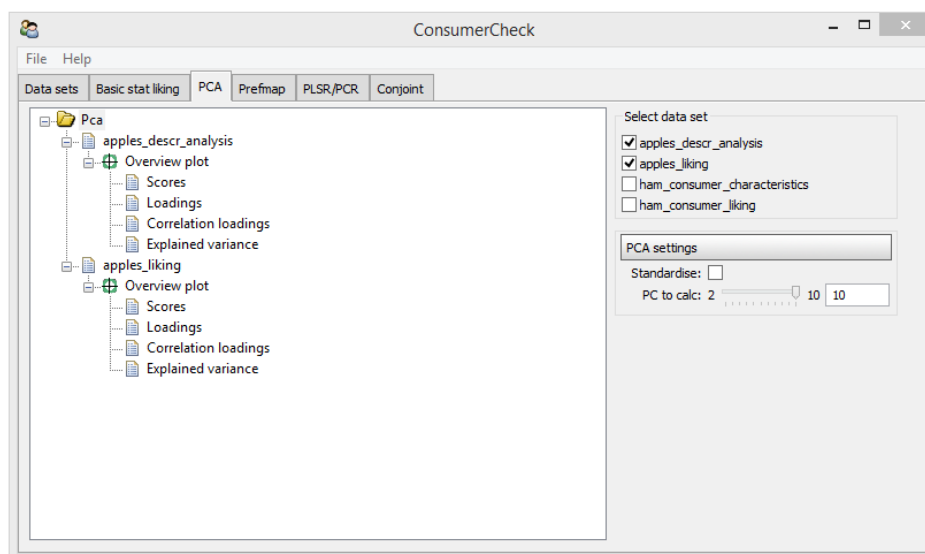 ConsumerCheck
File Help
Data sets Basic stat liking PCA Prefmap PLSR/PCR Conjoint
Pca
apples_descr_analysis
Overview plot
Scores
Loadings
Correlation loadings
Explained variance
apples_liking
Overview plot
Scores
Loadings
Correlation loadings
Explained variance
Select data set
apples_descr_analysis
apples_liking
ham_consumer_characteristics
ham_consumer_liking
PCA settings
Standardise:
PC to calc: 2 10 10